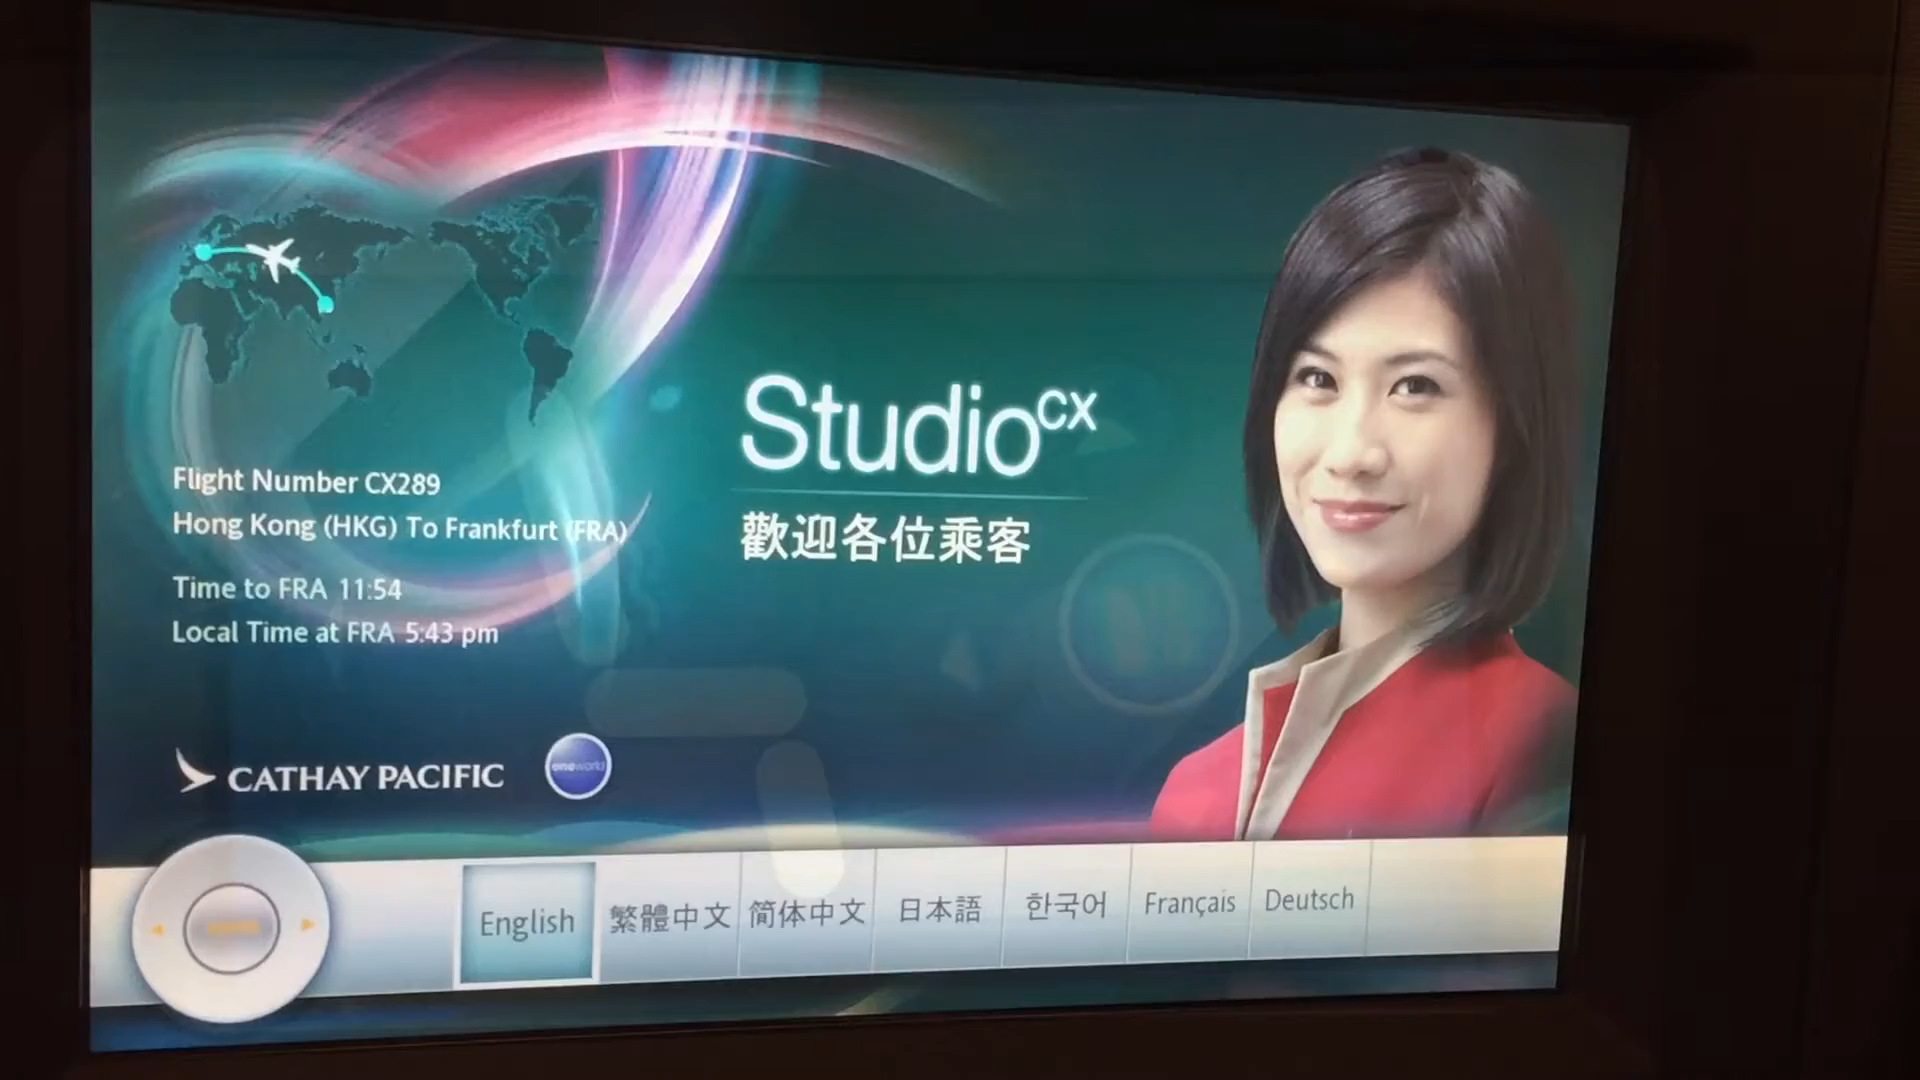 Studio CX
歡迎各位乘客
Flight Number CX289
Hong Kong (HKG) To Frankfurt (FRA)
Time to FRA 11:54
Local Time at FRA 5:43 pm
CATHAY PACIFIC
oneworld
English
繁體中文
简体中文
日本語
한국어
Français
Deutsch